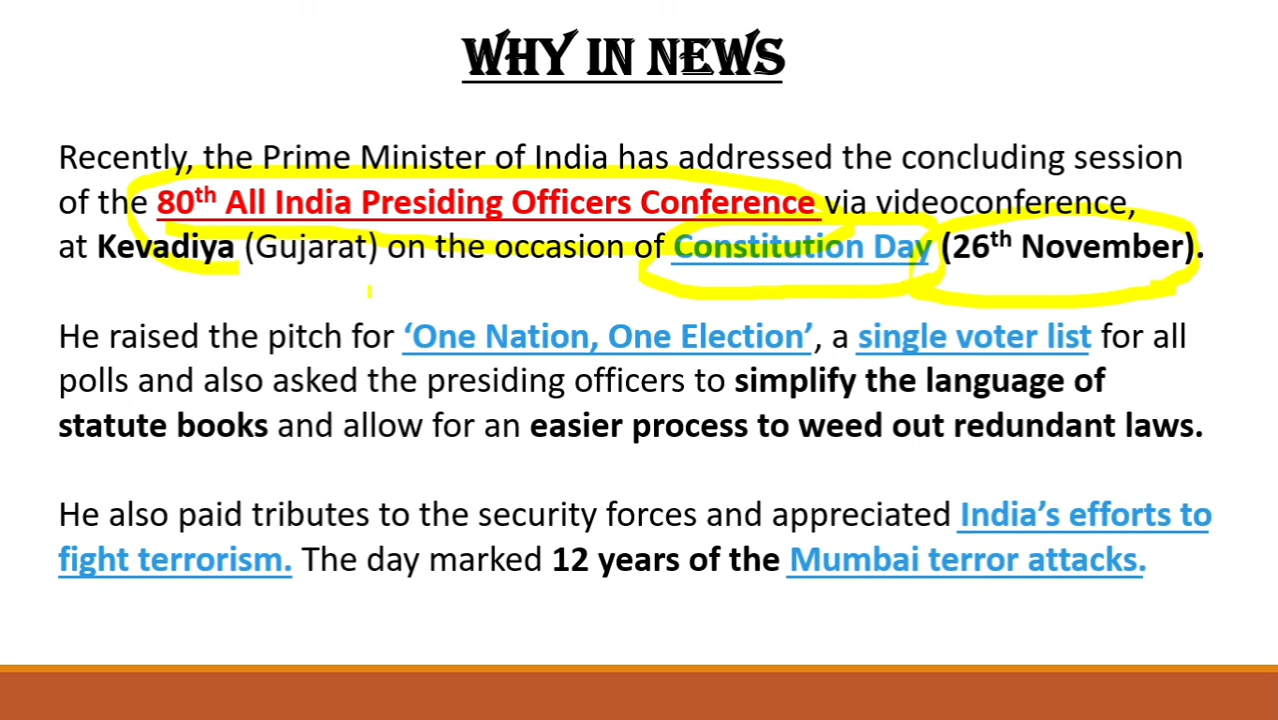 WHY IN NEWS
Recently, the Prime Minister of India has addressed the concluding session
of the 80th All India Presiding Officers Conference via videoconference,
at Kevadiya (Gujarat) on the occasion of Constitution Day (26th November).
He raised the pitch for ‘One Nation, One Election’, a single voter list for all
polls and also asked the presiding officers to simplify the language of
statute books and allow for an easier process to weed out redundant laws.
He also paid tributes to the security forces and appreciated India’s efforts to
fight terrorism. The day marked 12 years of the Mumbai terror attacks.